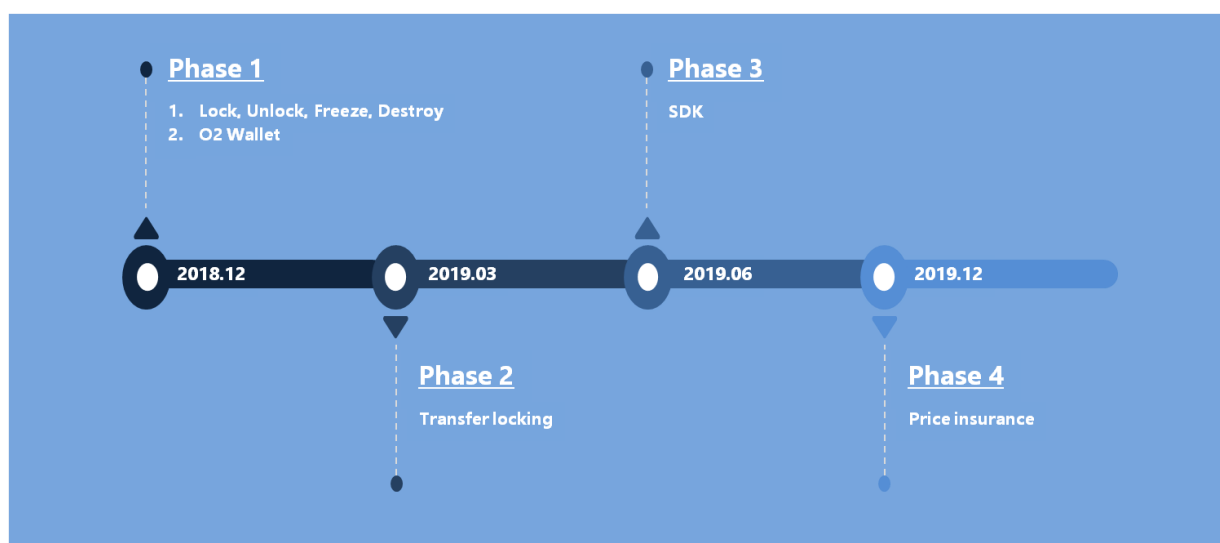 Phase 1
1. Lock, Unlock, Freeze, Destroy
2. O2 Wallet
Phase 3
SDK
2018.12
2019.03
2019.06
2019.12
Phase 2
Transfer locking
Phase 4
Price insurance